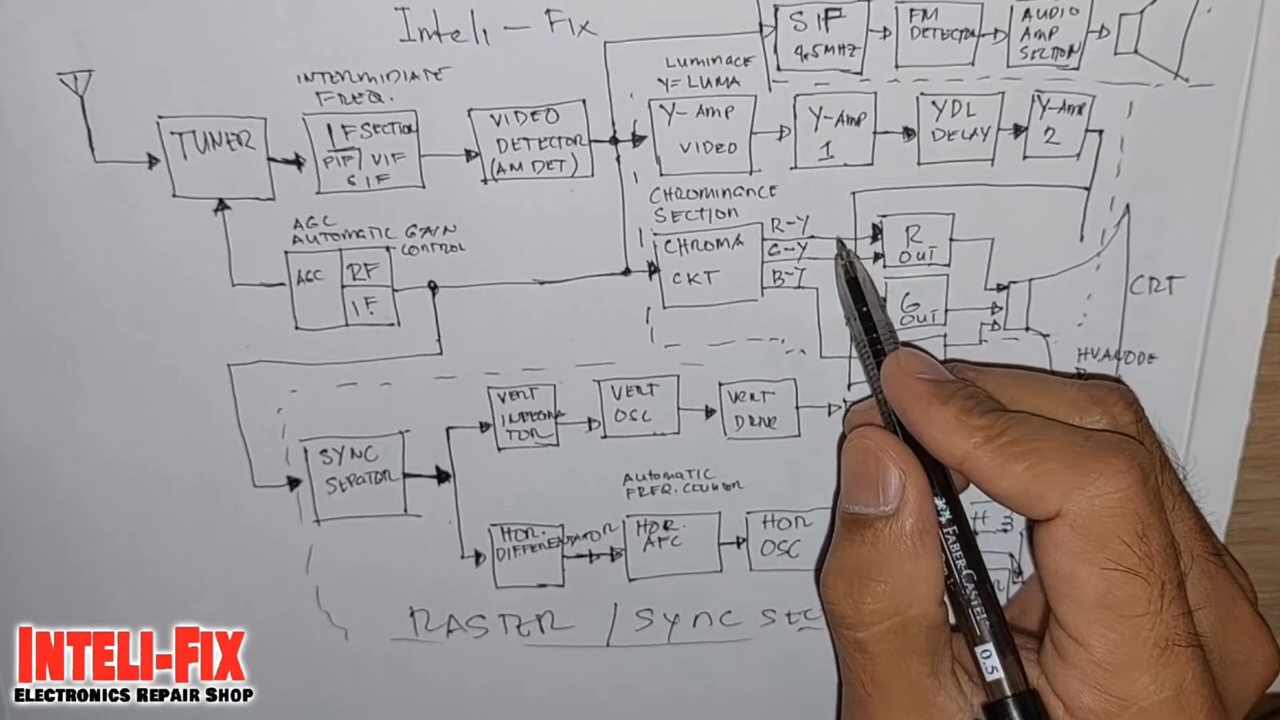 Inteli - Fix
SIF
4.5MHZ
FM
DETECTOR
AUDIO
AMP
SECTION
INTERMIDIATE
FREQ.
LUMINACE
Y= LUMA
TUNER
IF SECTION
PIF/ VIF
SIF
VIDEO
DETECTOR
(AM DET)
Y-AMP
VIDEO
Y-AMP
1
YDL
DELAY
Y-AMP
2
AGC
AUTOMATIC GAIN
CONTROL
AGC
RF
IF
CHROMINANCE
SECTION
CHROMA
CKT
R-Y
G-Y
B-Y
R
OUT
G
OUT
CRT
HV ANODE
VERT
OSC
VERT
DRIVE
SYNC
Automatic
HOR.
DIFFERENTIATOR
HOR.
AFC
HOR
OSC
RASTER / SYNC SEC
FABER-CASTELL
0.5
INTELI-FIX
ELECTRONICS REPAIR SHOP